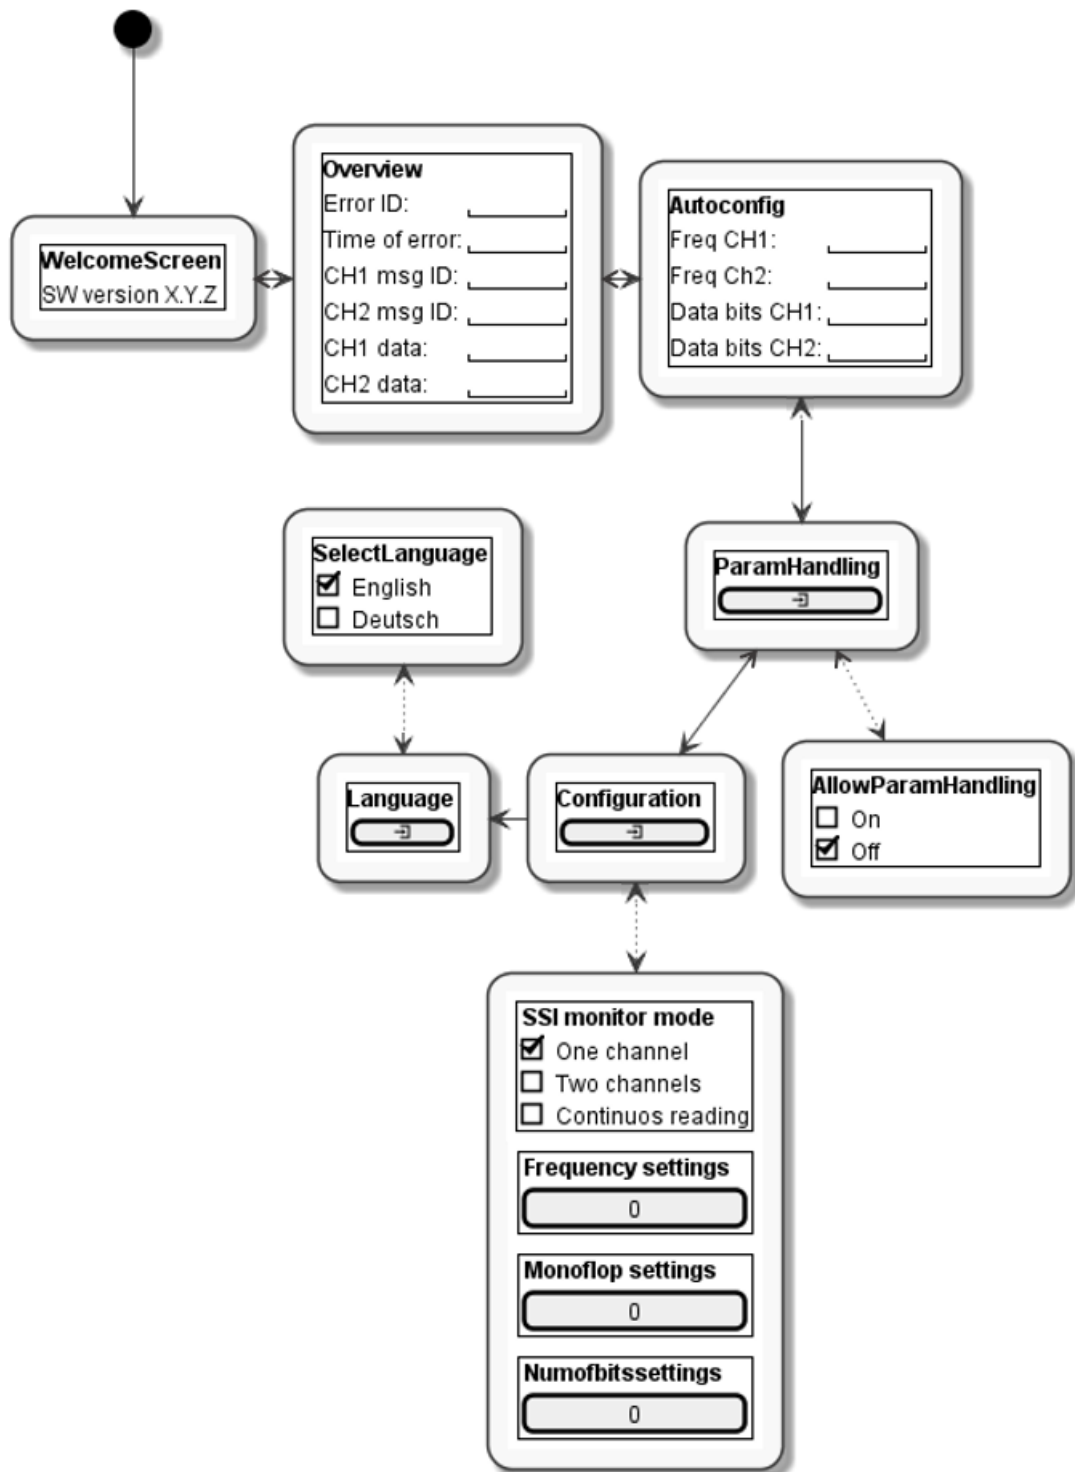 Overview
Error ID:
Time of error:
CH1 msg ID:
CH2 msg ID:
CH1 data:
CH2 data:
Autoconfig
Freq CH1:
Freq Ch2:
Data bits CH1:
Data bits CH2:
WelcomeScreen
SW version X.Y.Z
SelectLanguage
English
Deutsch
ParamHandling
Language
Configuration
AllowParamHandling
On
Off
SSI monitor mode
One channel
Two channels
Continuos reading
Frequency settings
0
Monoflop settings
0
Numofbitssettings
0